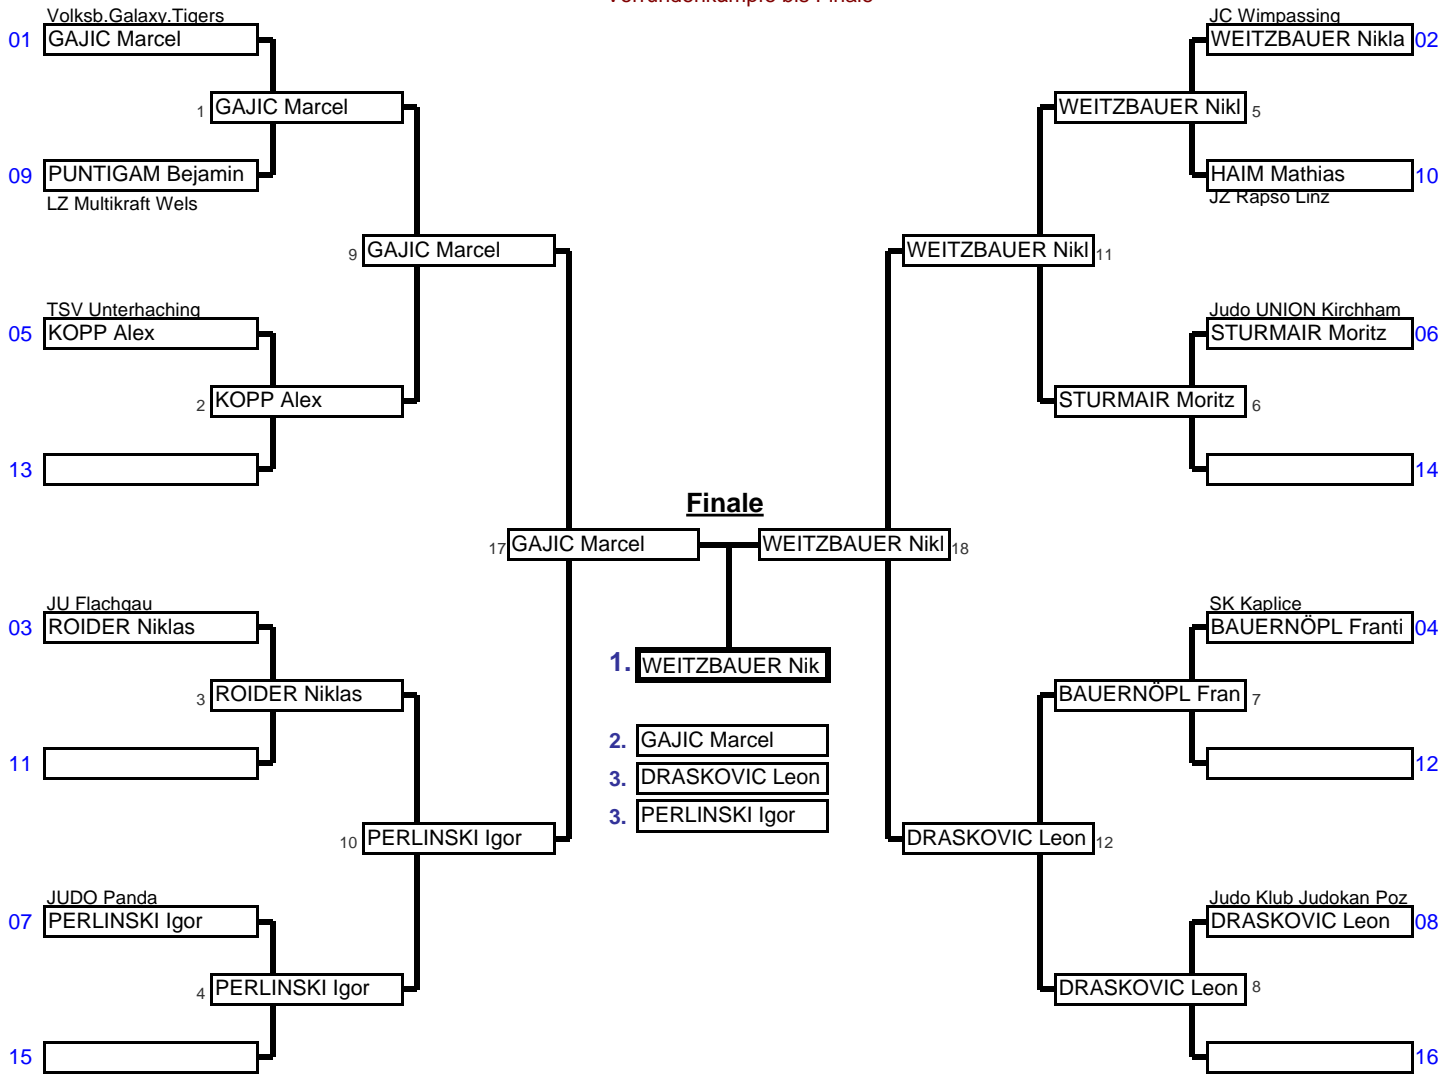 Vorrundenkämpfe bis Finale
Volksb.Galaxy.Tigers
01 GAJIC Marcel
1 GAJIC Marcel
09 PUNTIGAM Bejamin
LZ Multikraft Wels
9 GAJIC Marcel
TSV Unterhaching
05 KOPP Alex
2 KOPP Alex
13
17 GAJIC Marcel
JU Flachgau
03 ROIDER Niklas
3 ROIDER Niklas
11
10 PERLINSKI Igor
JUDO Panda
07 PERLINSKI Igor
4 PERLINSKI Igor
15
Finale
1. WEITZBAUER Nik
2. GAJIC Marcel
3. DRASKOVIC Leon
3. PERLINSKI Igor
JC Wimpassing
WEITZBAUER Nikla 02
WEITZBAUER Nikl 5
HAIM Mathias 10
JZ Rapso Linz
WEITZBAUER Nikl 11
Judo UNION Kirchham
STURMAIR Moritz 06
STURMAIR Moritz 6
14
WEITZBAUER Nikl 18
SK Kaplice
BAUERNÖPL Franti 04
BAUERNÖPL Fran 7
12
DRASKOVIC Leon 12
Judo Klub Judokan Poz
DRASKOVIC Leon 08
DRASKOVIC Leon 8
16